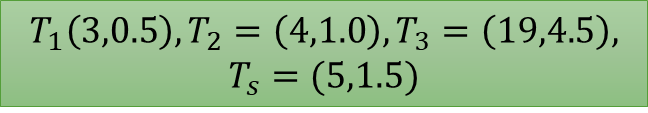 T₁(3,0.5), T₂ = (4,1.0), T₃ = (19,4.5),
Tₛ = (5,1.5)